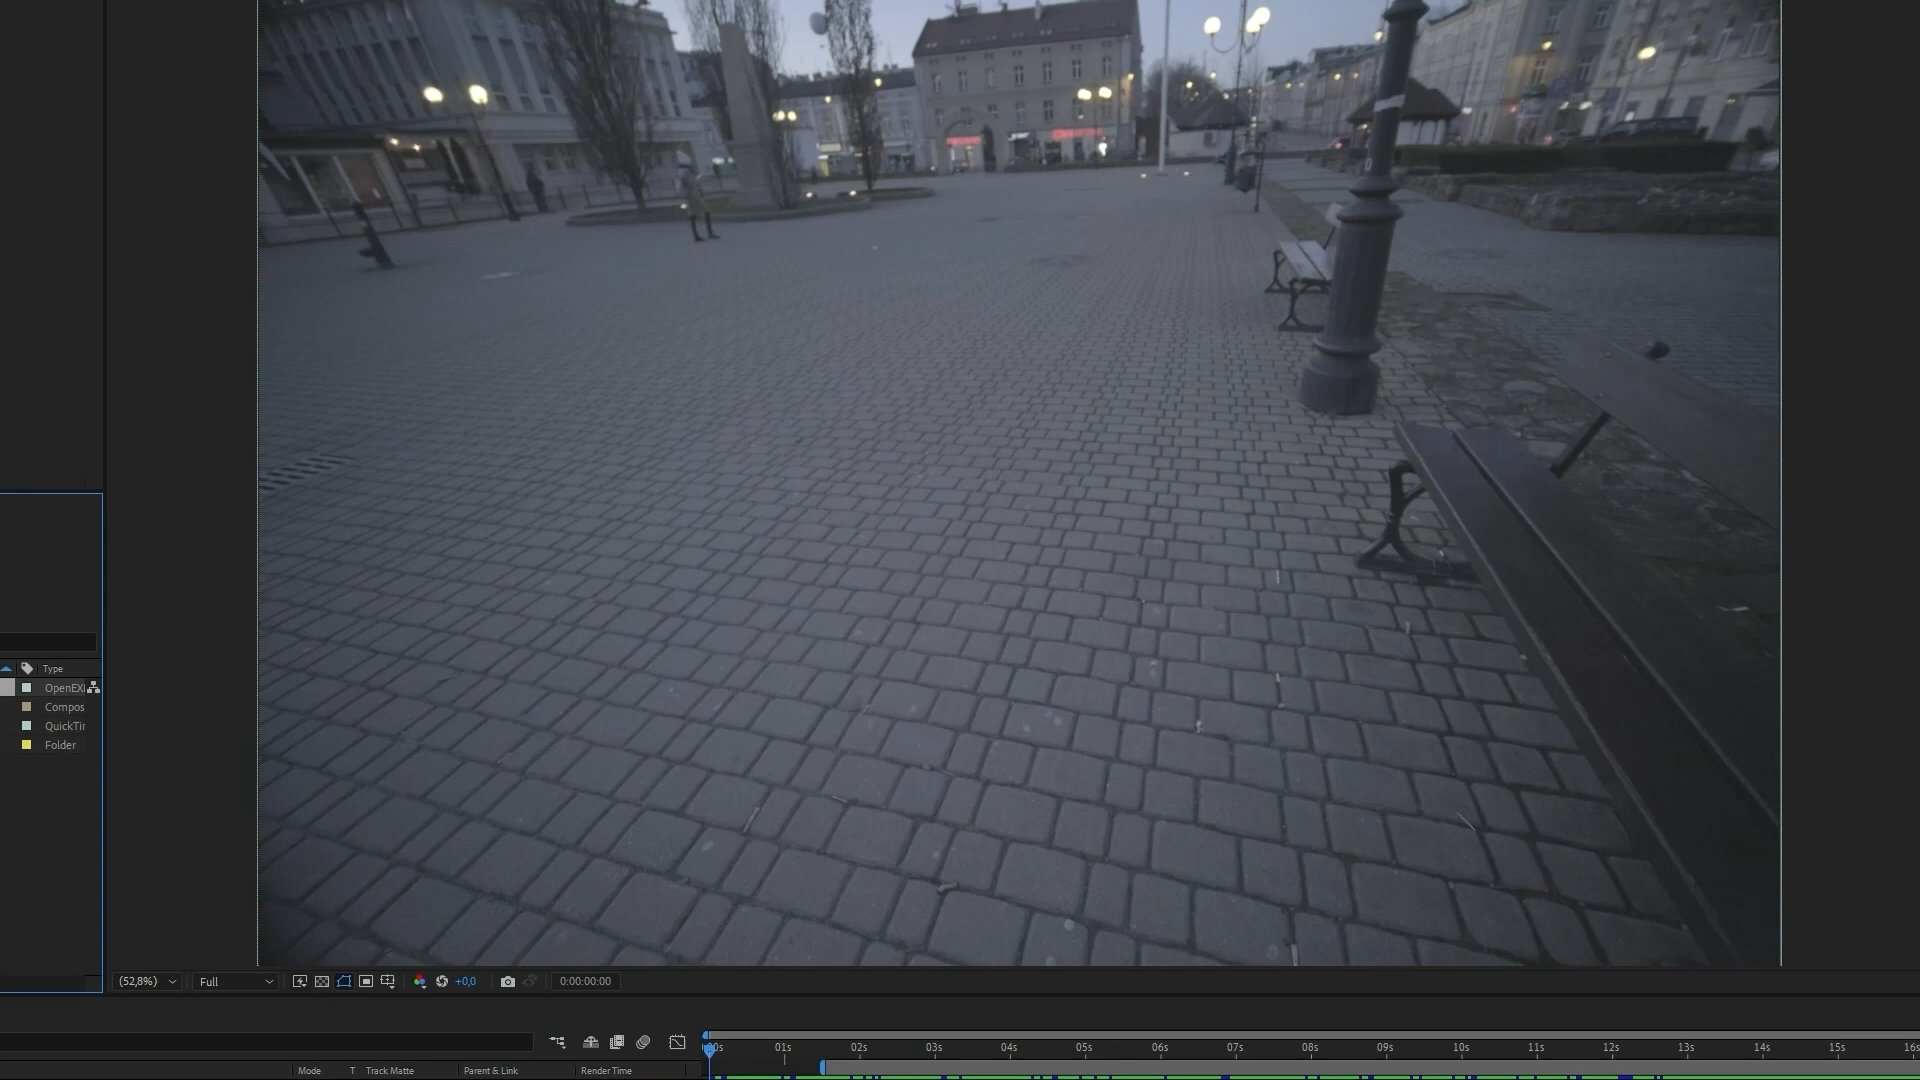 Type
OpenEX
Compos
QuickTir
Folder
(52,8%)
Full
+0,0
0:00:00:00
00s 01s 02s 03s 04s 05s 06s 07s 08s 09s 10s 11s 12s 13s 14s 15s 16s
Mode T Track Matte Parent & Link Render Time